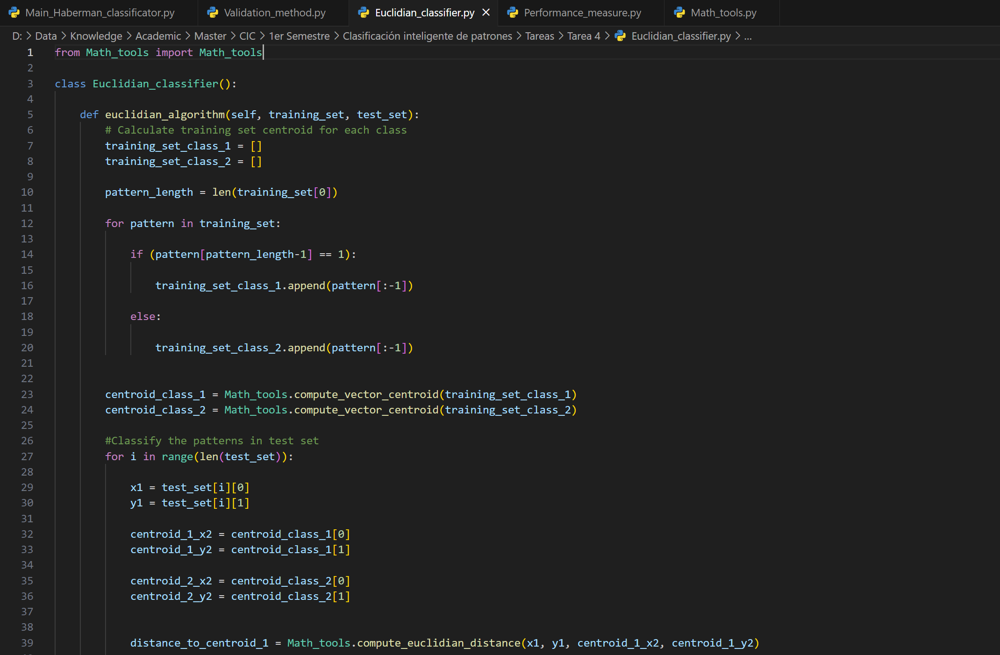 Main_Haberman_classificator.py Validation_method.py Euclidian_classifier.py Performance_measure.py Math_tools.py
D: > Data > Knowledge > Academic > Master > CIC > 1er Semestre > Clasificación inteligente de patrones > Tareas > Tarea 4 > Euclidian_classifier.py > ...
1 from Math_tools import Math_tools
2
3 class Euclidian_classifier():
4
5 def euclidian_algorithm(self, training_set, test_set):
6 # Calculate training set centroid for each class
7 training_set_class_1 = []
8 training_set_class_2 = []
9
10 pattern_length = len(training_set[0])
11
12 for pattern in training_set:
13
14 if (pattern[pattern_length-1] == 1):
15
16 training_set_class_1.append(pattern[:-1])
17
18 else:
19
20 training_set_class_2.append(pattern[:-1])
21
22
23 centroid_class_1 = Math_tools.compute_vector_centroid(training_set_class_1)
24 centroid_class_2 = Math_tools.compute_vector_centroid(training_set_class_2)
25
26 #Classify the patterns in test set
27 for i in range(len(test_set)):
28
29 x1 = test_set[i][0]
30 y1 = test_set[i][1]
31
32 centroid_1_x2 = centroid_class_1[0]
33 centroid_1_y2 = centroid_class_1[1]
34
35 centroid_2_x2 = centroid_class_2[0]
36 centroid_2_y2 = centroid_class_2[1]
37
38
39 distance_to_centroid_1 = Math_tools.compute_euclidian_distance(x1, y1, centroid_1_x2, centroid_1_y2)